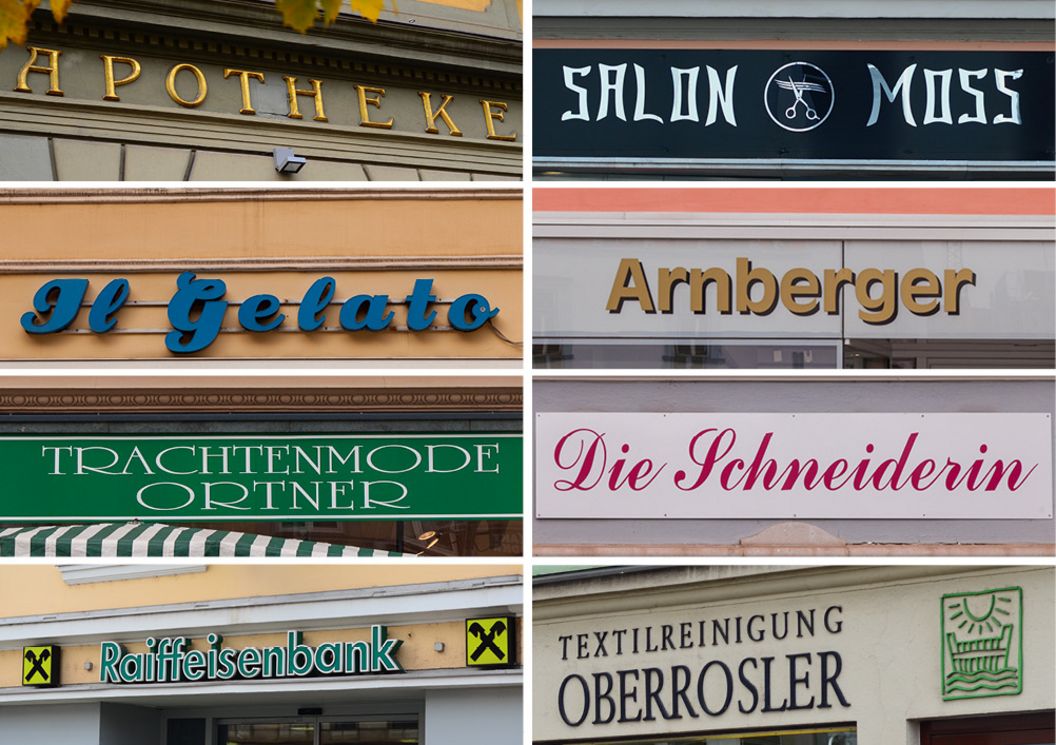 APOTHEKE
SALON MOSS
Il Gelato
Arnberger
TRACHTENMODE
ORTNER
Die Schneiderin
Raiffeisenbank
TEXTILREINIGUNG
OBERROSLER